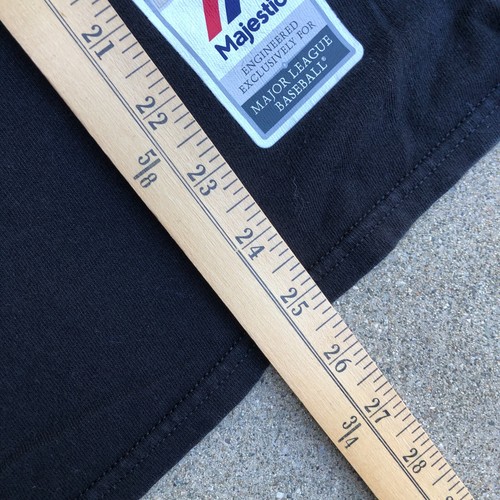 Majestic
ENGINEERED
EXCLUSIVELY FOR
MAJOR LEAGUE
BASEBALL®
21
22
5/8
23
24
25
26
27
3/4
28